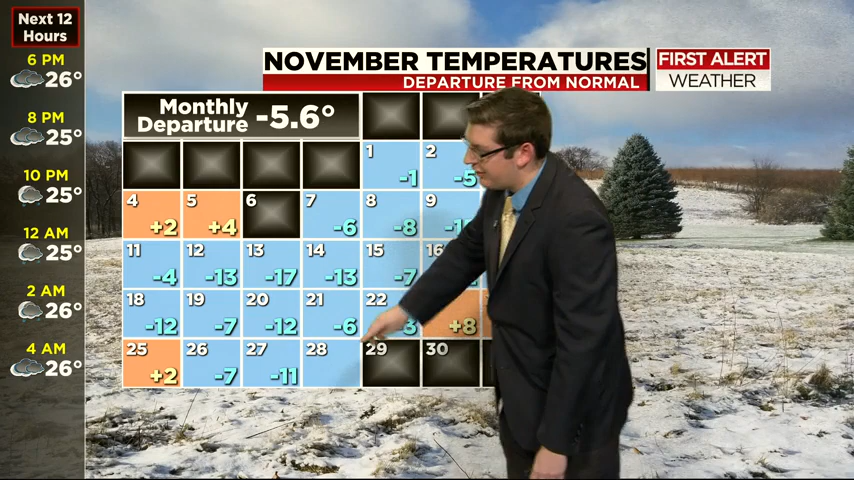 Next 12
Hours
6 PM
26°
8 PM
25°
10 PM
25°
12 AM
25°
2 AM
26°
4 AM
26°
NOVEMBER TEMPERATURES
DEPARTURE FROM NORMAL
FIRST ALERT
WEATHER
Monthly
Departure -5.6°
1 2
-1 -5
4 5 6 7 8 9
+2 +4 -6 -8
11 12 13 14 15 16
-4 -13 -17 -13 -7
18 19 20 21 22
-12 -7 -12 -6 3 +8
25 26 27 28 29 30
+2 -7 -11